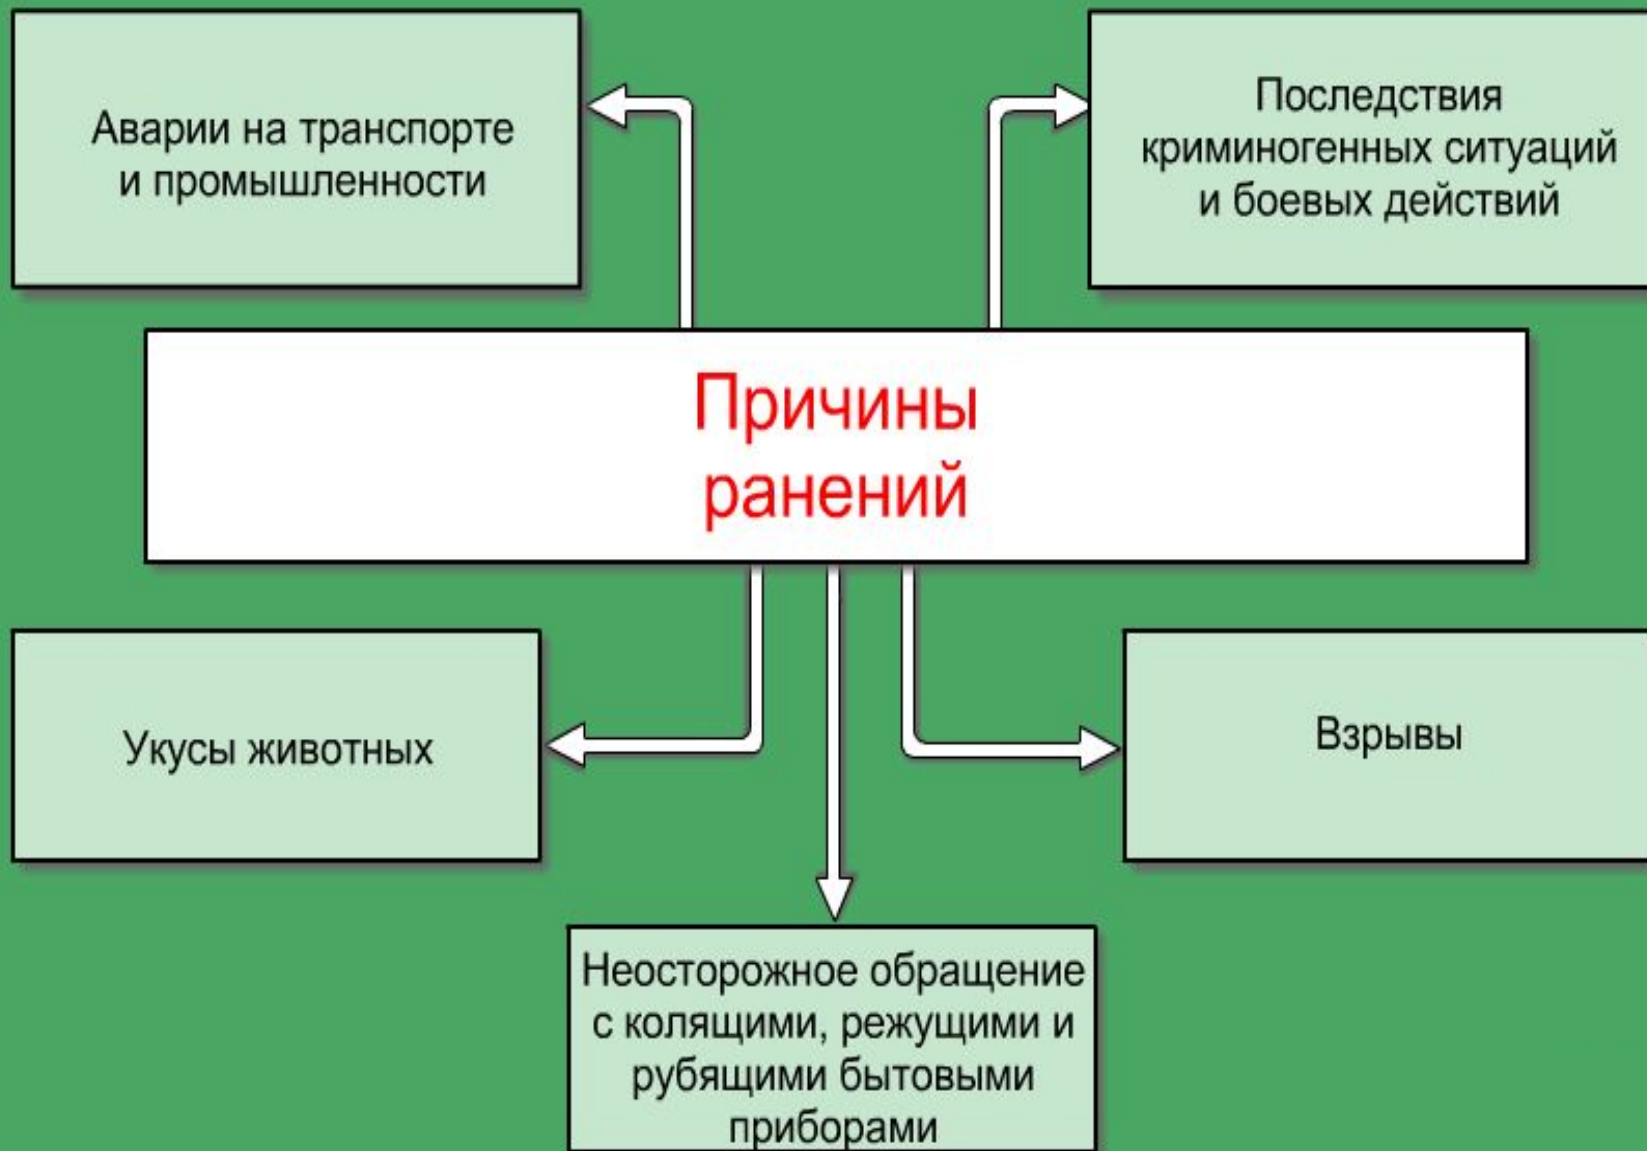 Аварии на транспорте
и промышленности
Последствия
криминогенных ситуаций
и боевых действий
Причины
ранений
Укусы животных
Взрывы
Неосторожное обращение
с колящими, режущими и
рубящими бытовыми
приборами